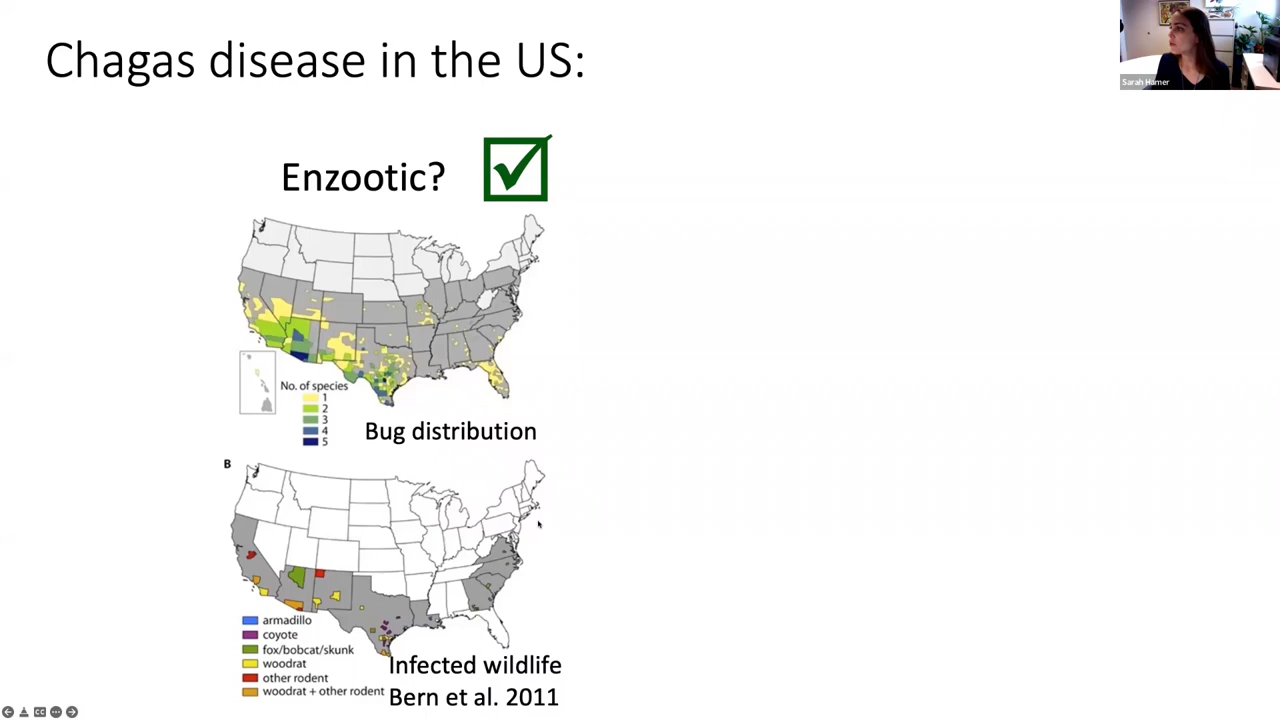 Chagas disease in the US:
Sarah Hamer
Enzootic?
No. of species
1
2
3
4
5
Bug distribution
B
armadillo
coyote
fox/bobcat/skunk
woodrat
other rodent
woodrat + other rodent
Infected wildlife
Bern et al. 2011